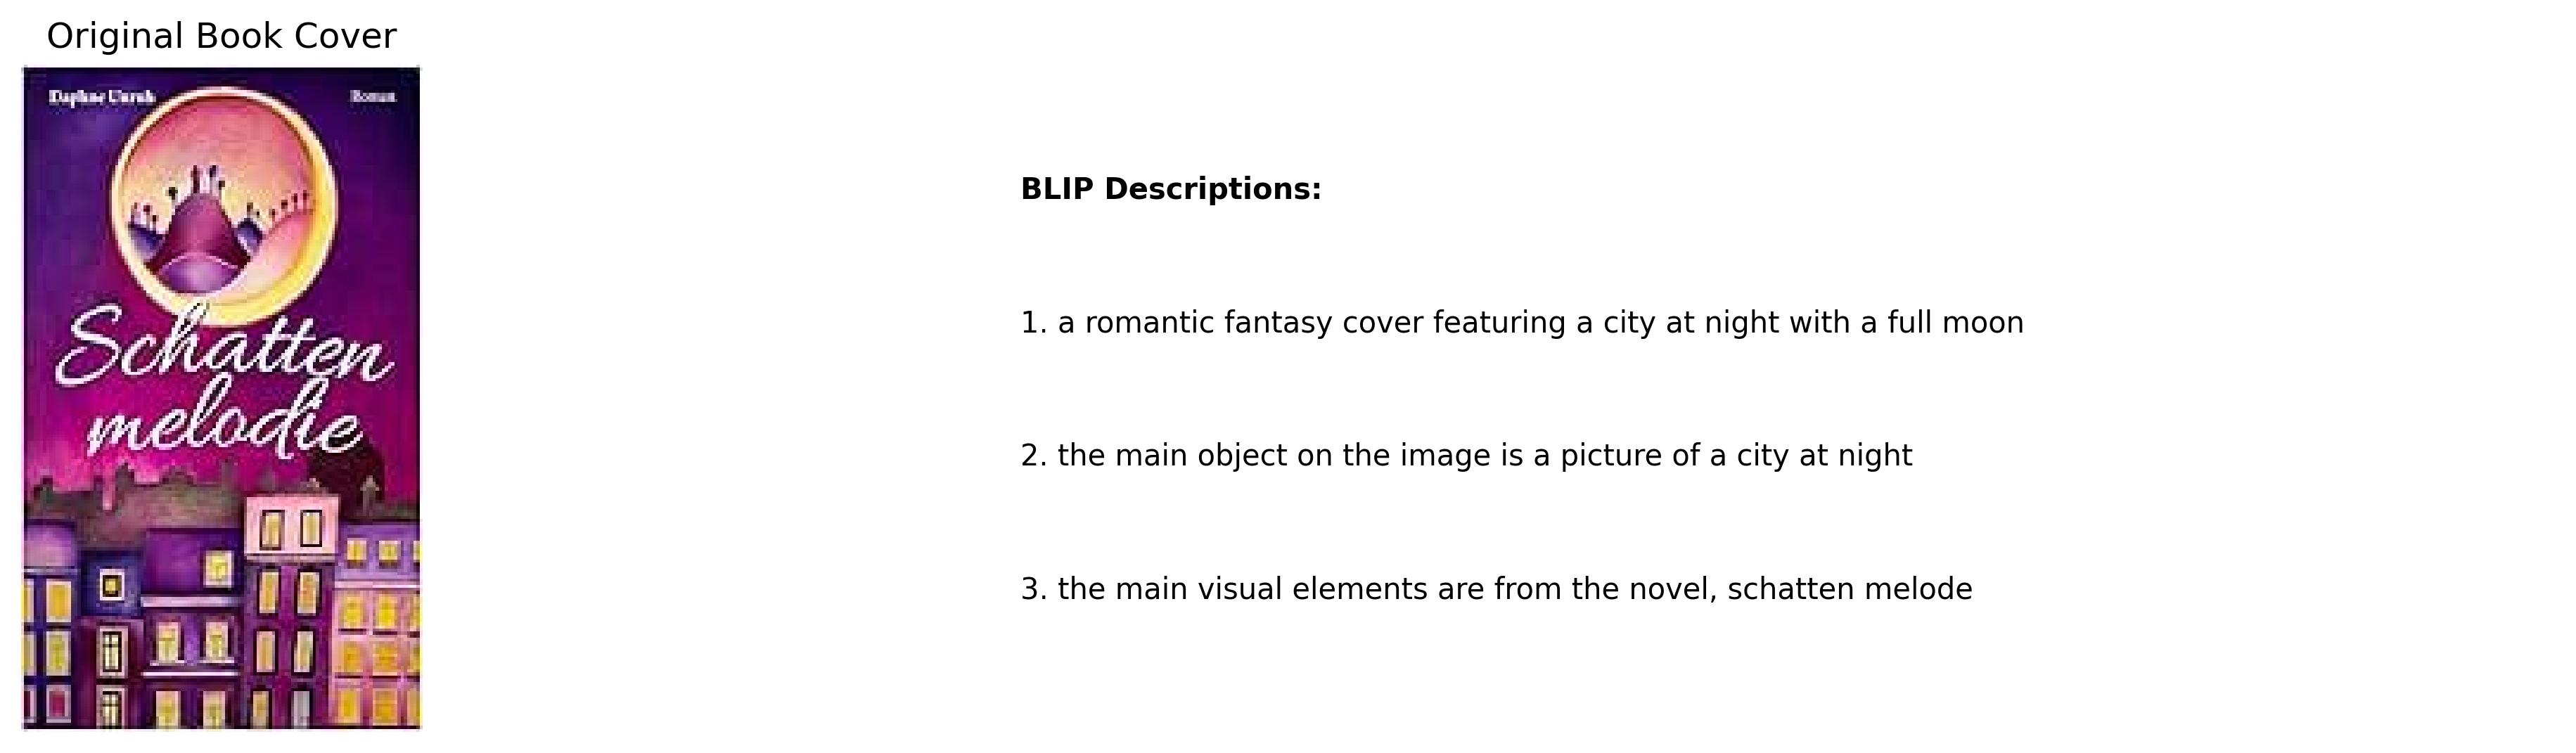 Original Book Cover
Daphne Unruh
Roman
Schatten
melodie
BLIP Descriptions:
1. a romantic fantasy cover featuring a city at night with a full moon
2. the main object on the image is a picture of a city at night
3. the main visual elements are from the novel, schatten melode